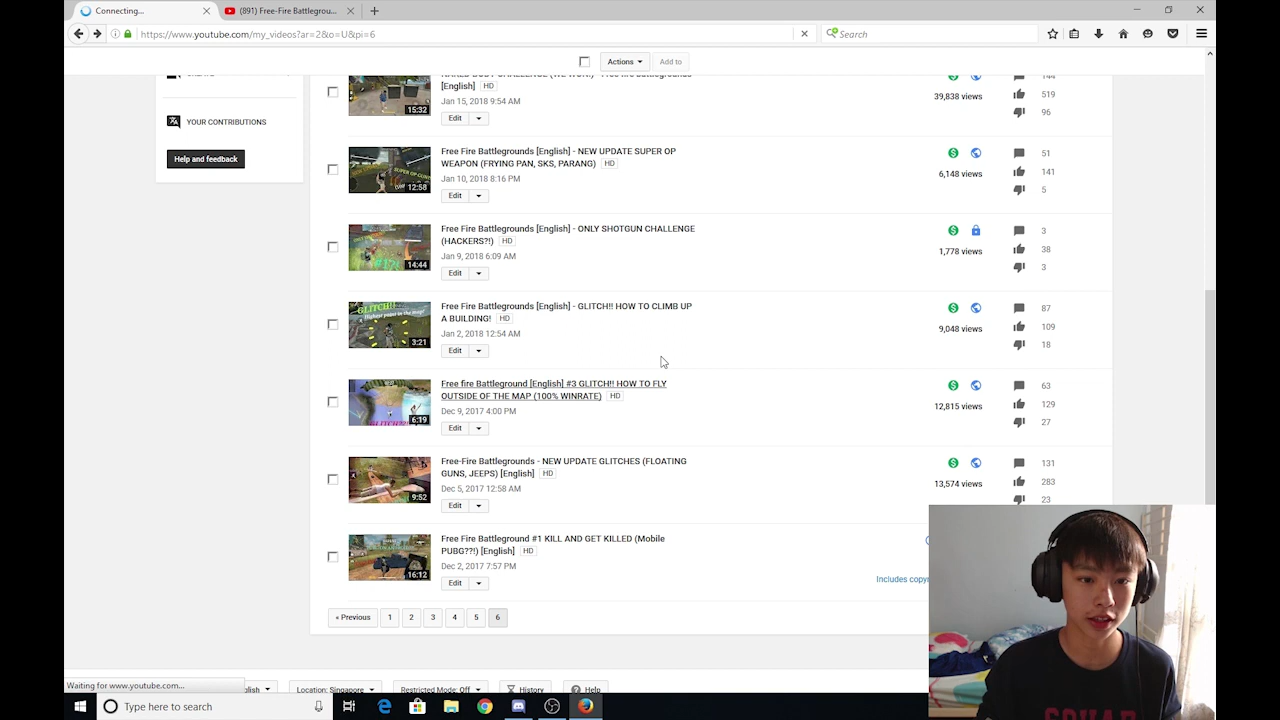 Connecting...
(891) Free-Fire Battlegrou...
https://www.youtube.com/my_videos?ar=2&o=U&pi=6
Search
Actions
Add to
YOUR CONTRIBUTIONS
Help and feedback
[English] HD
Jan 15, 2018 9:54 AM
Edit
15:32
39,838 views
144
519
96
Free Fire Battlegrounds [English] - NEW UPDATE SUPER OP
WEAPON (FRYING PAN, SKS, PARANG) HD
Jan 10, 2018 8:16 PM
Edit
12:58
6,148 views
51
141
5
Free Fire Battlegrounds [English] - ONLY SHOTGUN CHALLENGE
(HACKERS?!) HD
Jan 9, 2018 6:09 AM
Edit
14:44
1,778 views
3
38
3
Free Fire Battlegrounds [English] - GLITCH!! HOW TO CLIMB UP
A BUILDING! HD
Jan 2, 2018 12:54 AM
Edit
GLITCH!!
Highest point in the map!
3:21
9,048 views
87
109
18
Free fire Battleground [English] #3 GLITCH!! HOW TO FLY
OUTSIDE OF THE MAP (100% WINRATE) HD
Dec 9, 2017 4:00 PM
Edit
6:19
12,815 views
63
129
27
Free-Fire Battlegrounds - NEW UPDATE GLITCHES (FLOATING
GUNS, JEEPS) [English] HD
Dec 5, 2017 12:58 AM
Edit
9:52
13,574 views
131
283
23
Free Fire Battleground #1 KILL AND GET KILLED (Mobile
PUBG??!) [English] HD
Dec 2, 2017 7:57 PM
Edit
16:12
Includes copyr
« Previous 1 2 3 4 5 6
Waiting for www.youtube.com...
Location: Singapore
Restricted Mode: Off
History
Help
Type here to search